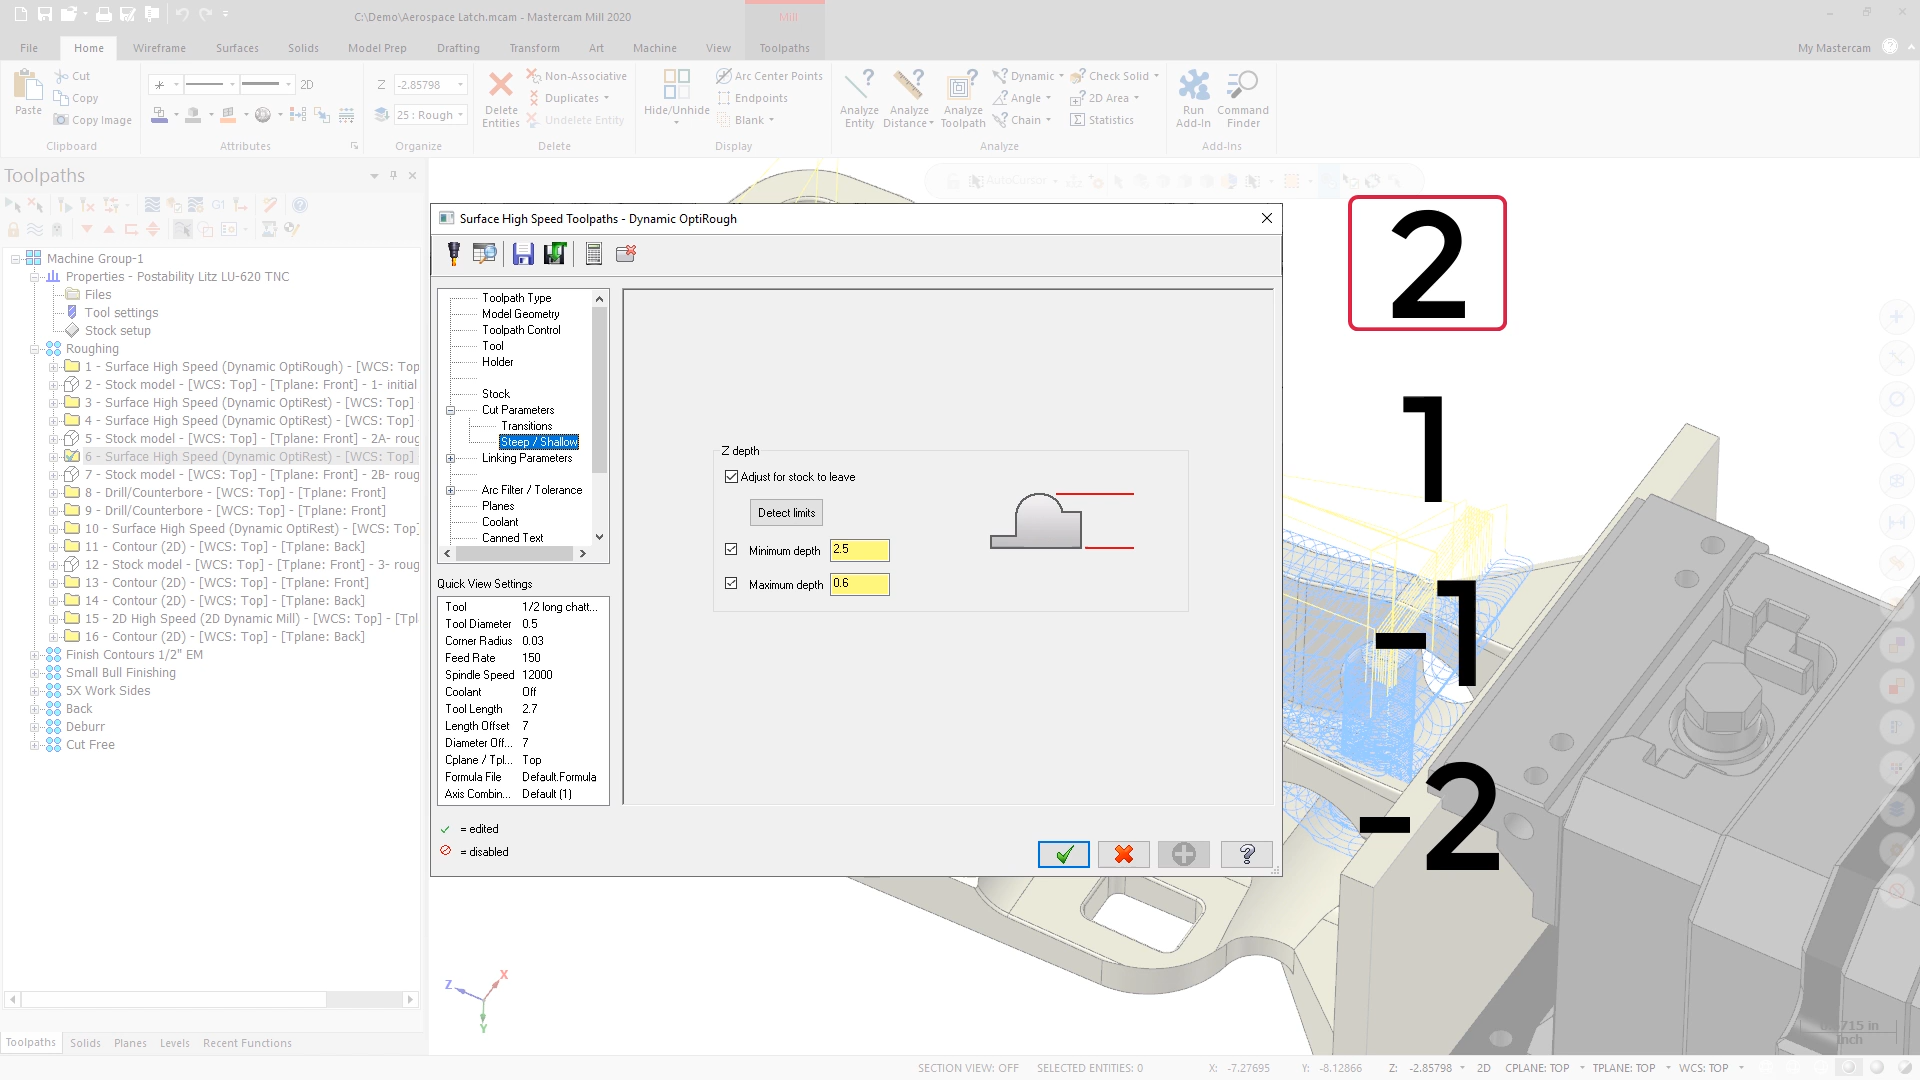 C:\Demo\Aerospace Latch.mcam - Mastercam Mill 2020
Mill
File Home Wireframe Surfaces Solids Model Prep Drafting Transform Art Machine View Toolpaths My Mastercam
Paste
Cut
Copy
Copy Image
Clipboard
2D
Attributes
Z -2.85798
25 : Rough
Organize
Delete Entities
Non-Associative
Duplicates
Undelete Entity
Delete
Hide/Unhide
Arc Center Points
Endpoints
Blank
Display
Analyze Entity
Analyze Distance
Analyze Toolpath
Dynamic
Angle
Chain
Check Solid
2D Area
Statistics
Analyze
Run Add-In
Command Finder
Add-Ins
Toolpaths
G1
AutoCursor
Machine Group-1
Properties - Postability Litz LU-620 TNC
Files
Tool settings
Stock setup
Roughing
1 - Surface High Speed (Dynamic OptiRough) - [WCS: Top
2 - Stock model - [WCS: Top] - [Tplane: Front] - 1- initial
3 - Surface High Speed (Dynamic OptiRest) - [WCS: Top]
4 - Surface High Speed (Dynamic OptiRest) - [WCS: Top]
5 - Stock model - [WCS: Top] - [Tplane: Front] - 2A- roug
6 - Surface High Speed (Dynamic OptiRest) - [WCS: Top]
7 - Stock model - [WCS: Top] - [Tplane: Front] - 2B- roug
8 - Drill/Counterbore - [WCS: Top] - [Tplane: Front]
9 - Drill/Counterbore - [WCS: Top] - [Tplane: Front]
10 - Surface High Speed (Dynamic OptiRest) - [WCS: Top]
11 - Contour (2D) - [WCS: Top] - [Tplane: Back]
12 - Stock model - [WCS: Top] - [Tplane: Front] - 3- roug
13 - Contour (2D) - [WCS: Top] - [Tplane: Front]
14 - Contour (2D) - [WCS: Top] - [Tplane: Back]
15 - 2D High Speed (2D Dynamic Mill) - [WCS: Top] - [Tpl
16 - Contour (2D) - [WCS: Top] - [Tplane: Back]
Finish Contours 1/2" EM
Small Bull Finishing
5X Work Sides
Back
Deburr
Cut Free
Toolpaths Solids Planes Levels Recent Functions
Surface High Speed Toolpaths - Dynamic OptiRough
Toolpath Type
Model Geometry
Toolpath Control
Tool
Holder
Stock
Cut Parameters
Transitions
Steep / Shallow
Linking Parameters
Arc Filter / Tolerance
Planes
Coolant
Canned Text
Quick View Settings
Tool 1/2 long chatt...
Tool Diameter 0.5
Corner Radius 0.03
Feed Rate 150
Spindle Speed 12000
Coolant Off
Tool Length 2.7
Length Offset 7
Diameter Off... 7
Cplane / Tpl... Top
Formula File Default.Formula
Axis Combin... Default (1)
= edited
= disabled
Z depth
Adjust for stock to leave
Detect limits
Minimum depth 2.5
Maximum depth 0.6
2
1
-1
-2
Z X Y
Inch
SECTION VIEW: OFF SELECTED ENTITIES: 0 X: -7.27695 Y: -8.12866 Z: -2.85798 2D CPLANE: TOP TPLANE: TOP WCS: TOP